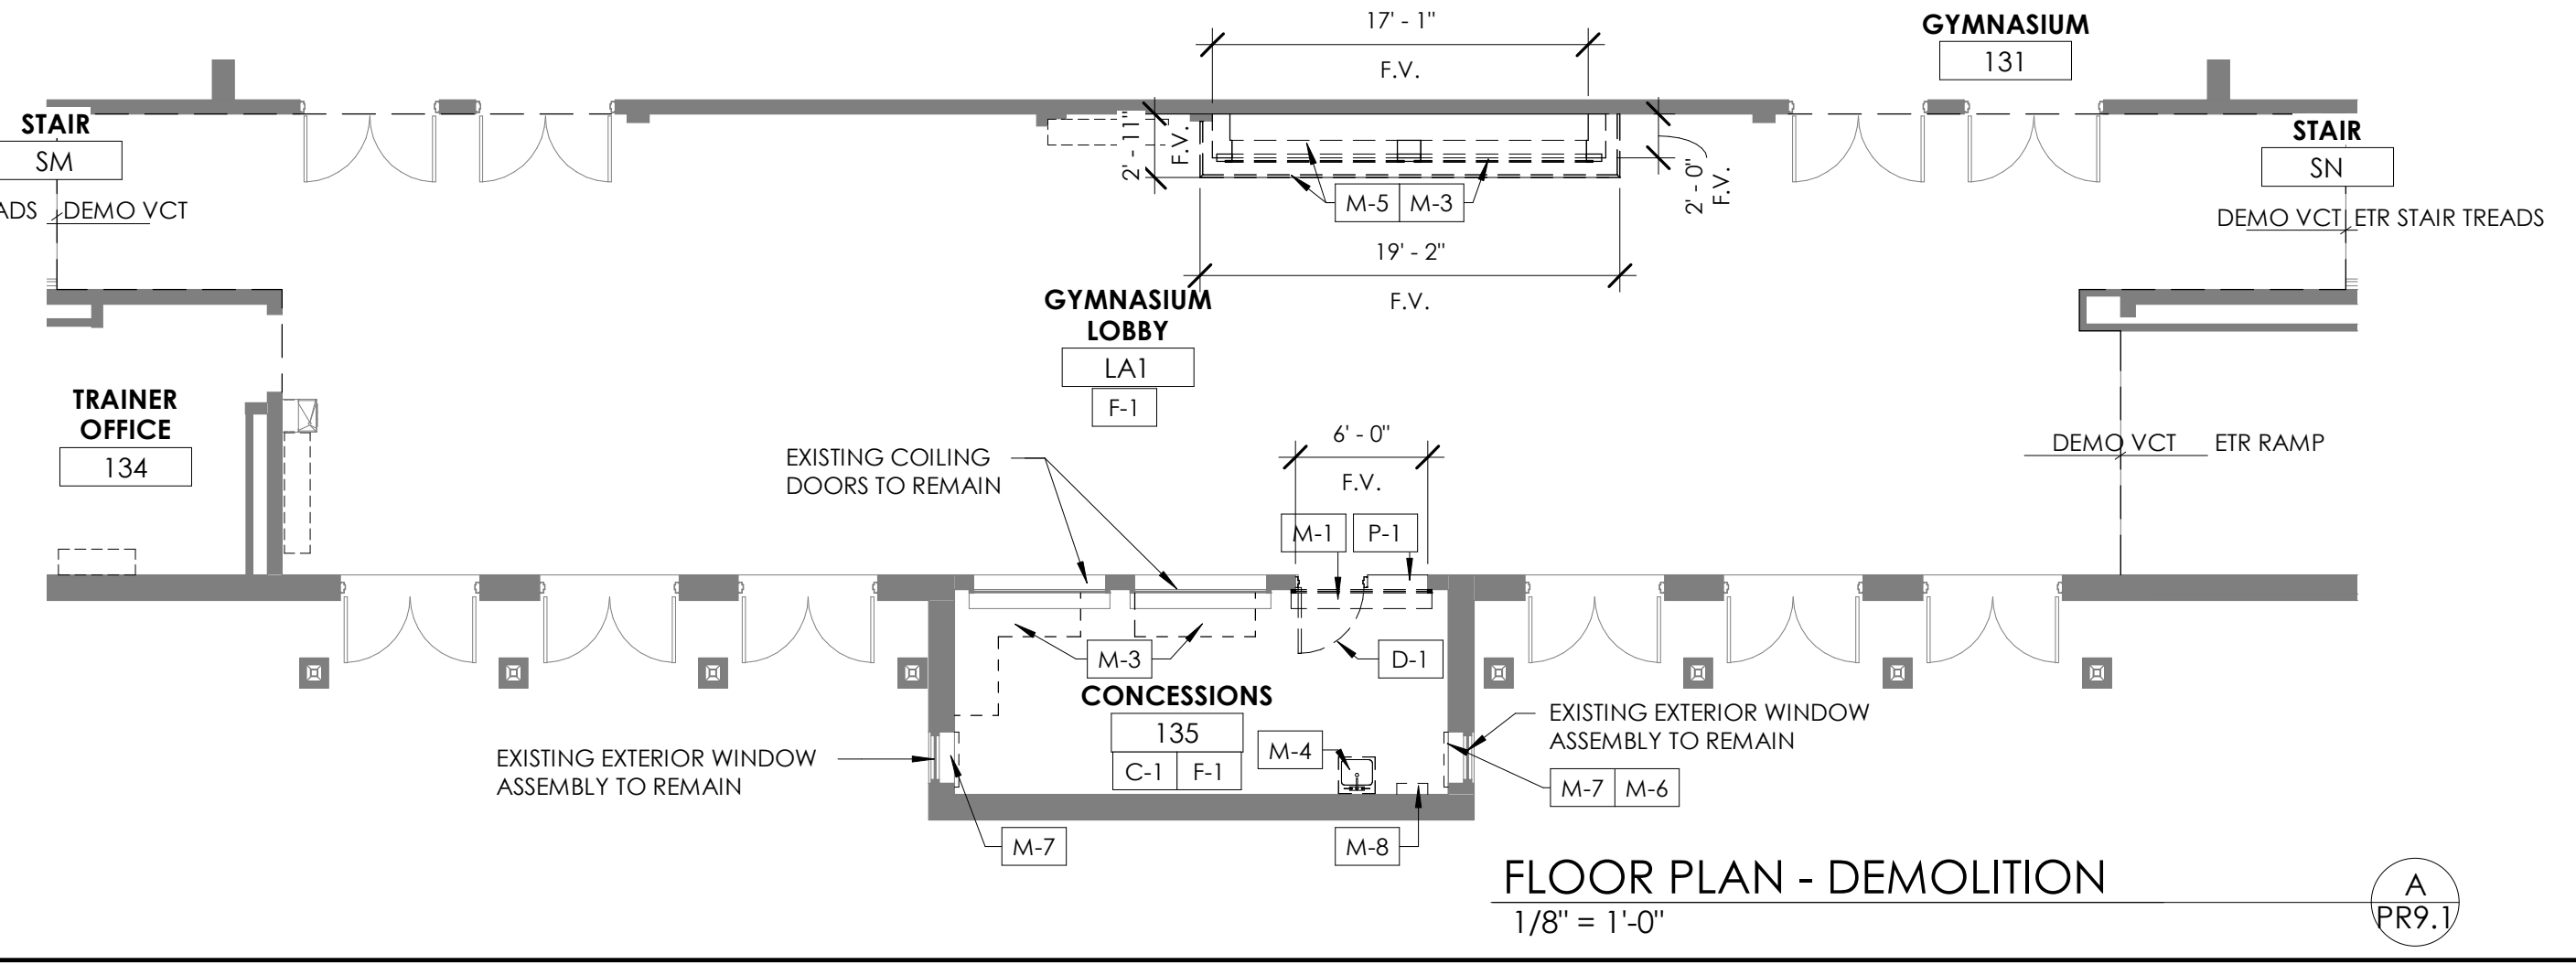 17' - 1"
F.V.
GYMNASIUM
131
STAIR
SM
ADS
DEMO VCT
2' - 11"
F.V.
M-5
M-3
2' - 0"
F.V.
STAIR
SN
DEMO VCT
ETR STAIR TREADS
19' - 2"
F.V.
GYMNASIUM
LOBBY
LA1
F-1
TRAINER
OFFICE
134
EXISTING COILING
DOORS TO REMAIN
6' - 0"
F.V.
M-1
P-1
DEMO VCT
ETR RAMP
M-3
D-1
CONCESSIONS
135
C-1
F-1
M-4
EXISTING EXTERIOR WINDOW
ASSEMBLY TO REMAIN
EXISTING EXTERIOR WINDOW
ASSEMBLY TO REMAIN
M-7
M-6
M-7
M-8
FLOOR PLAN - DEMOLITION
1/8" = 1'-0"
A
PR9.1